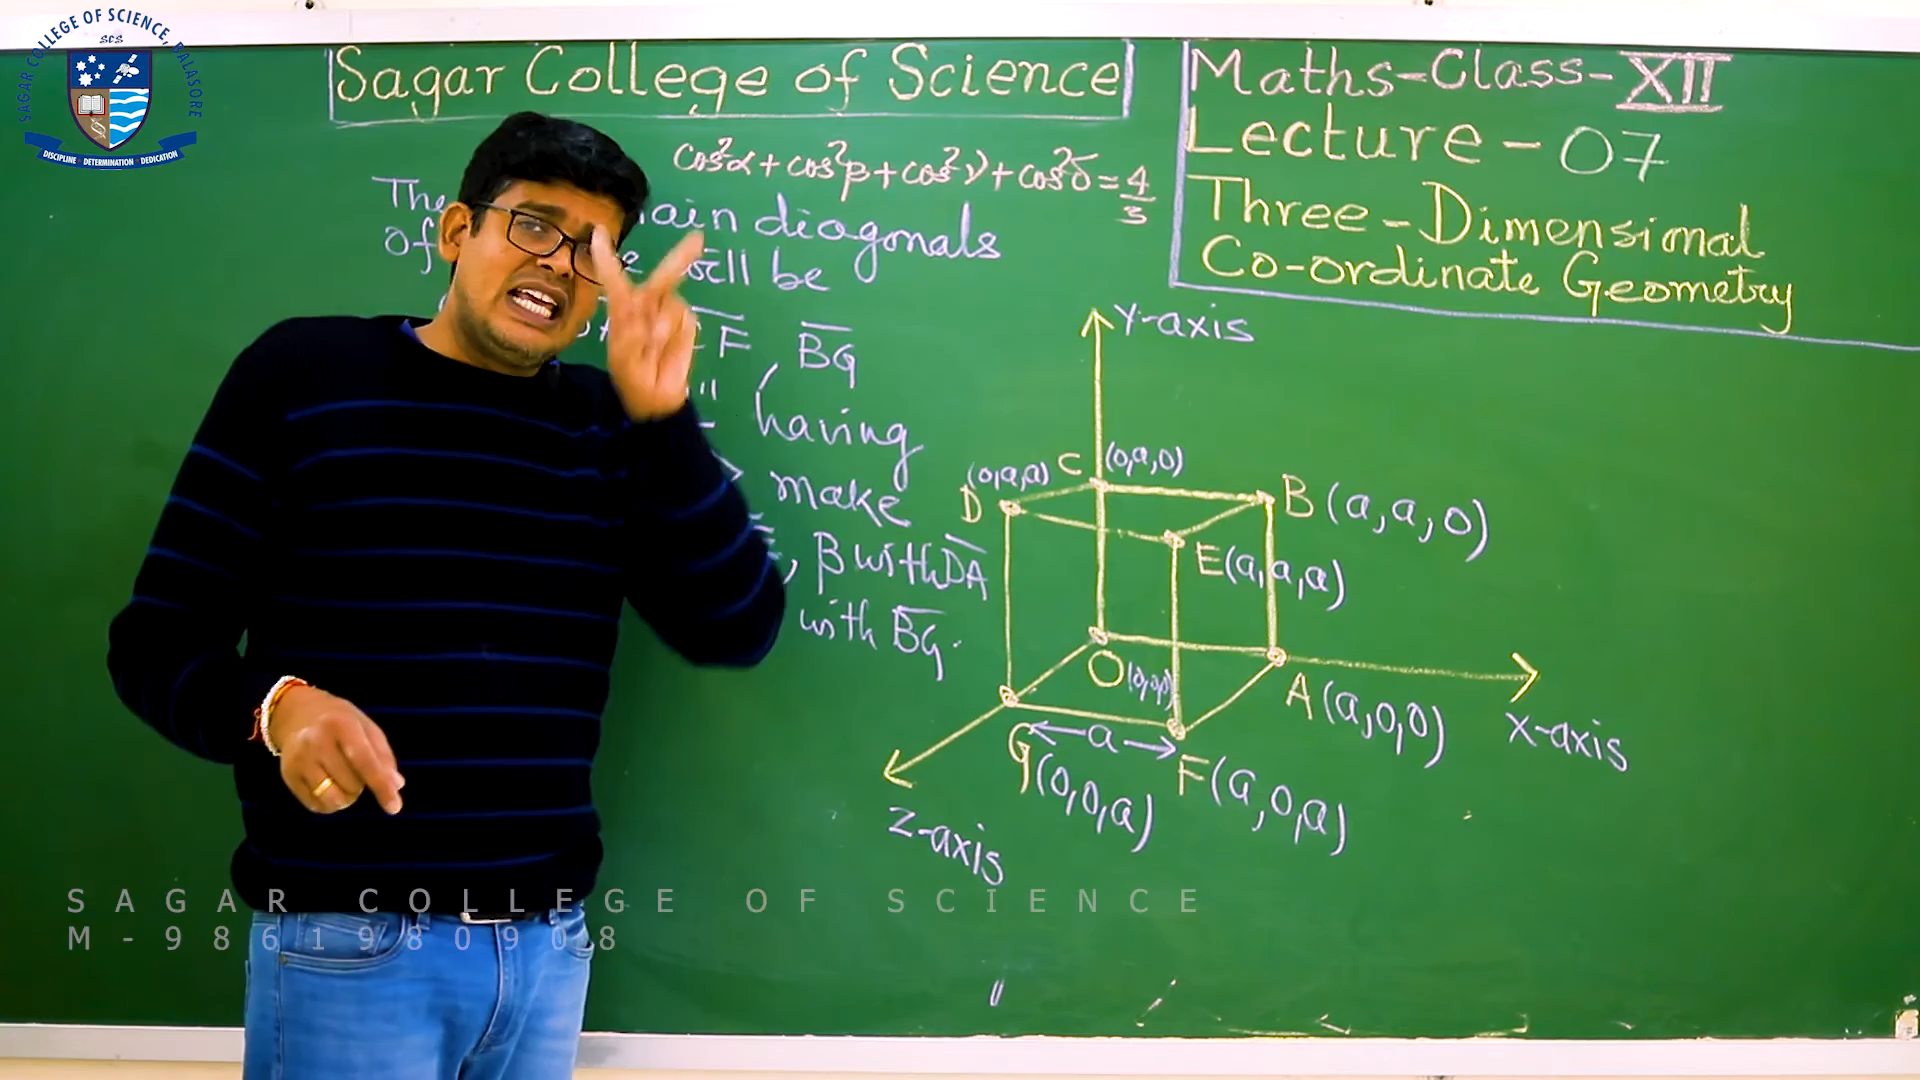 SAGAR COLLEGE OF SCIENCE, BALASORE
SCS
DISCIPLINE DETERMINATION DEDICATION
Sagar College of Science
Maths-Class-XII
Lecture-07
Three-Dimensional
Co-ordinate Geometry
cos²α+cos²β+cos²γ+cos²δ=4/3
The main diagonals
of will be
F, BG
having
make
, β with DA
with BG.
Y-axis
C (0,a,0)
(0,a,a)
D
B(a,a,0)
E(a,a,a)
O(0,0,0)
A(a,0,0)
X-axis
a
G(0,0,a)
F(a,0,a)
Z-axis
SAGAR COLLEGE OF SCIENCE
M-9861980908